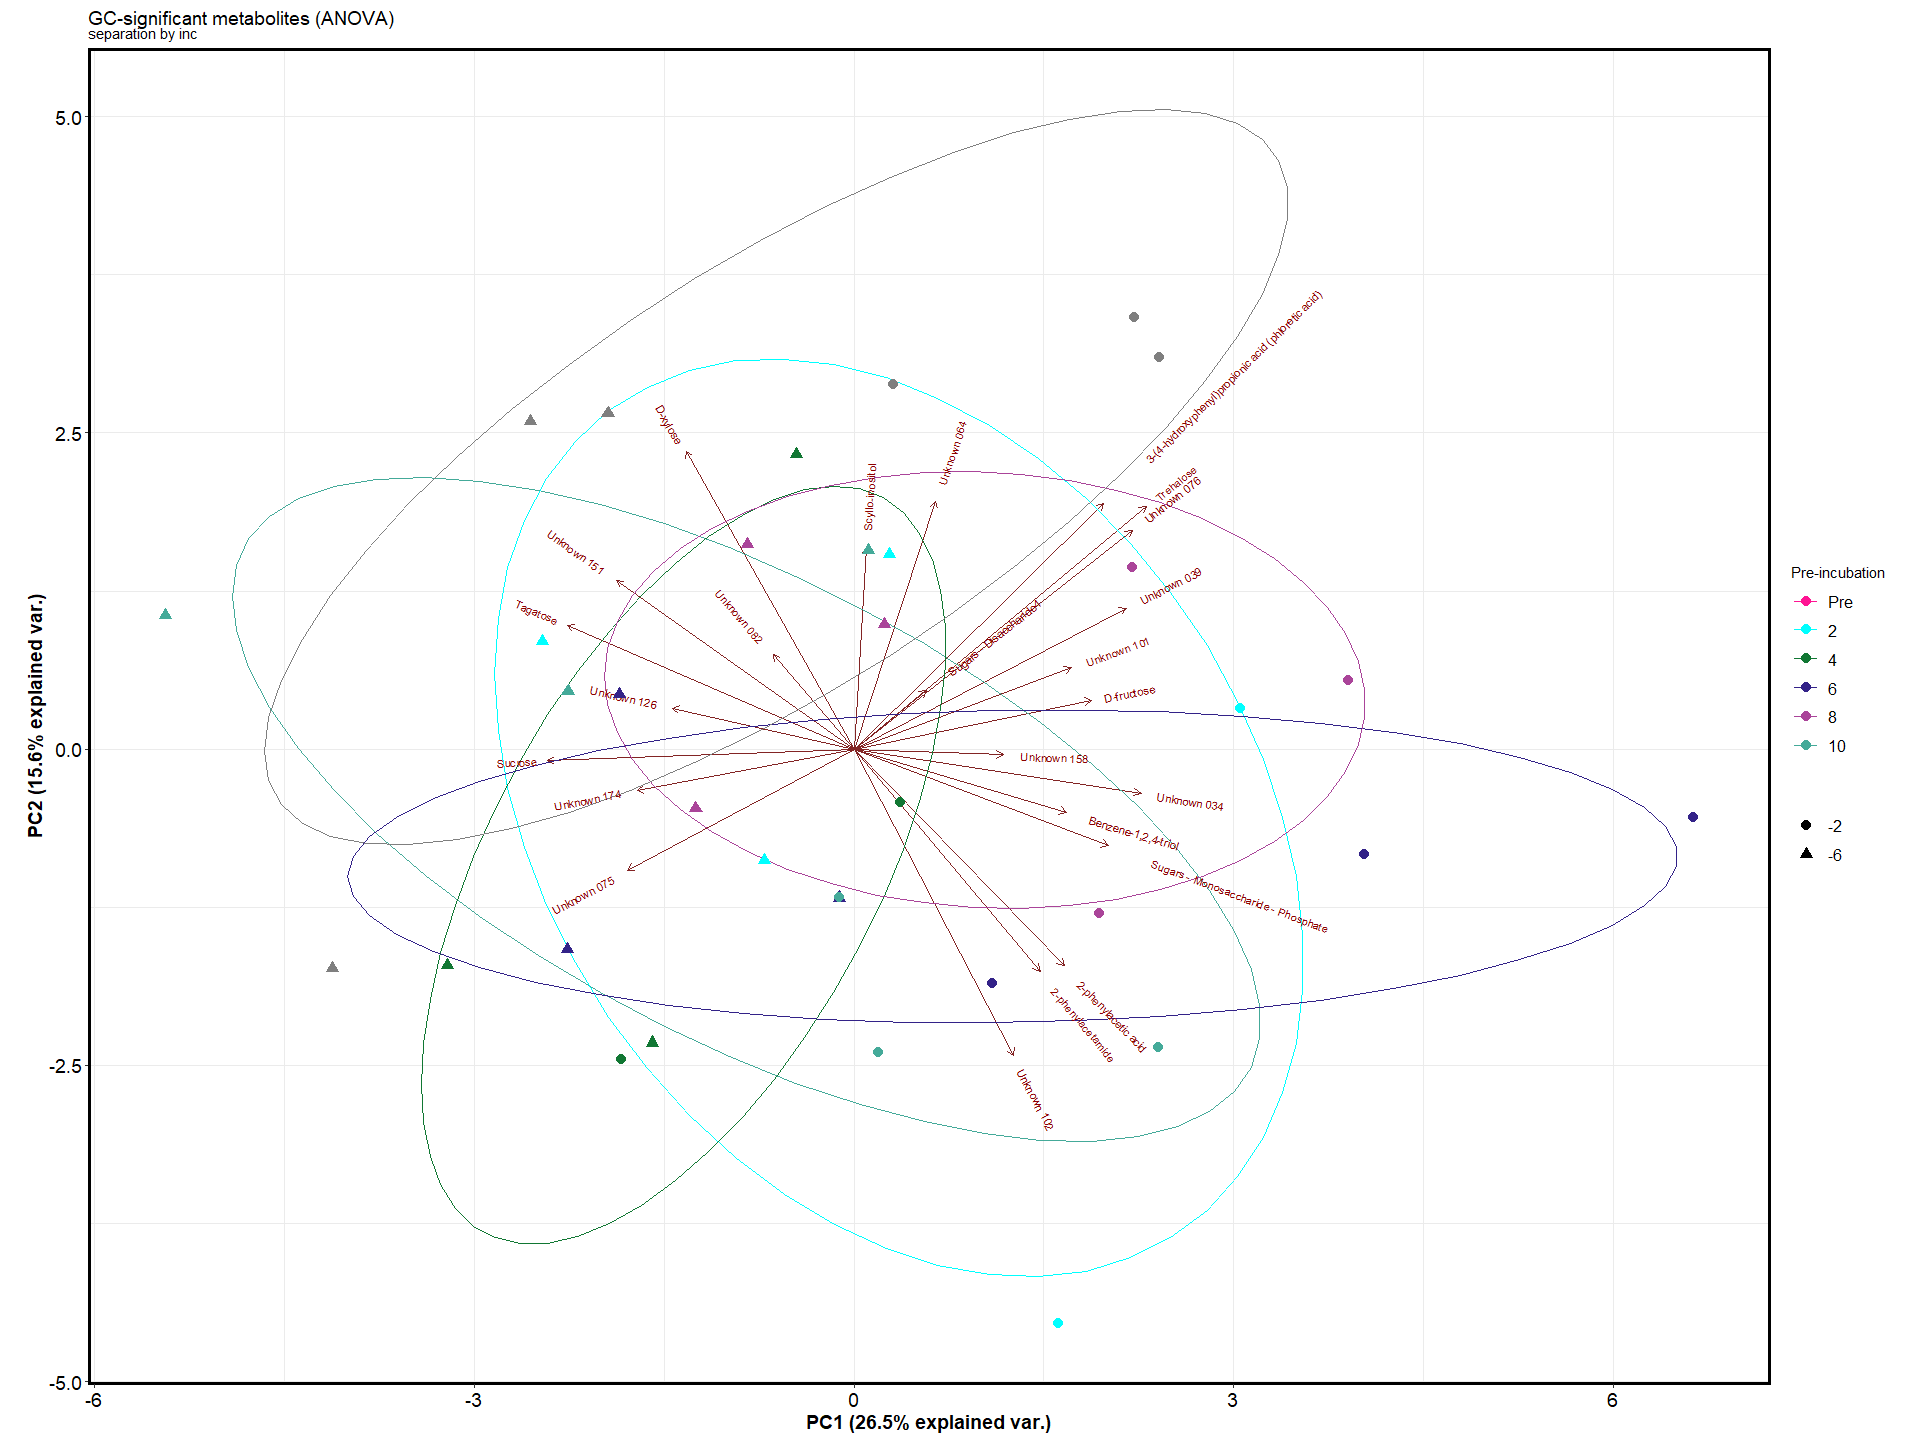 GC-significant metabolites (ANOVA)
separation by inc
5.0
2.5
0.0
-2.5
-5.0
PC2 (15.6% explained var.)
-6
-3
0
3
6
PC1 (26.5% explained var.)
3-(4-hydroxyphenyl)propionic acid (phloretic acid)
D-xylose
Unknown 064
Scyllo-inositol
Trehalose
Unknown 076
Unknown 151
Unknown 039
Tagatose
Unknown 082
Sugars - Disaccharide4
Unknown 101
Unknown 126
D-fructose
Sucrose
Unknown 158
Unknown 174
Unknown 034
Benzene-1,2,4-triol
Sugars - Monosaccharide - Phosphate
Unknown 075
2-phenylacetic acid
2-phenylacetamide
Unknown 102
Pre-incubation
Pre
2
4
6
8
10
-2
-6